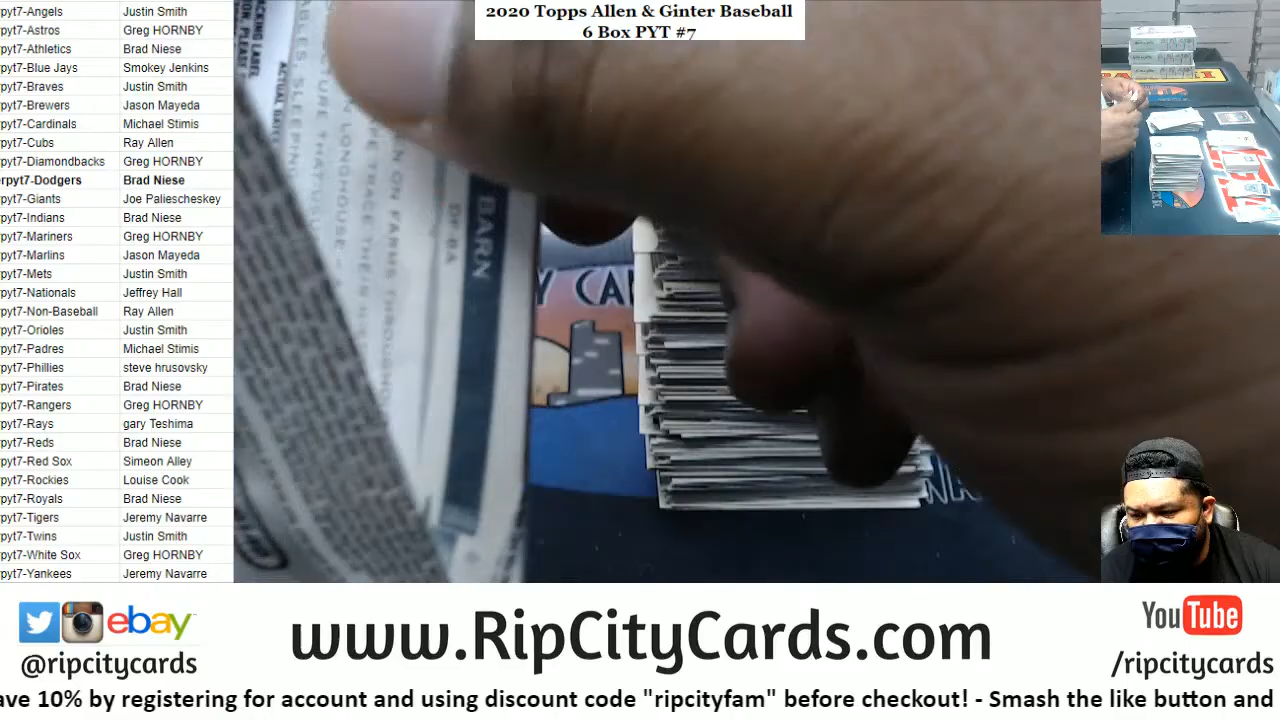 2020 Topps Allen & Ginter Baseball
6 Box PYT #7
pyt7-Angels Justin Smith
pyt7-Astros Greg HORNBY
pyt7-Athletics Brad Niese
pyt7-Blue Jays Smokey Jenkins
pyt7-Braves Justin Smith
pyt7-Brewers Jason Mayeda
pyt7-Cardinals Michael Stimis
pyt7-Cubs Ray Allen
pyt7-Diamondbacks Greg HORNBY
erpyt7-Dodgers Brad Niese
pyt7-Giants Joe Paliescheskey
pyt7-Indians Brad Niese
pyt7-Mariners Greg HORNBY
pyt7-Marlins Jason Mayeda
pyt7-Mets Justin Smith
pyt7-Nationals Jeffrey Hall
pyt7-Non-Baseball Ray Allen
pyt7-Orioles Justin Smith
pyt7-Padres Michael Stimis
pyt7-Phillies steve hrusovsky
pyt7-Pirates Brad Niese
pyt7-Rangers Greg HORNBY
pyt7-Rays gary Teshima
pyt7-Reds Brad Niese
pyt7-Red Sox Simeon Alley
pyt7-Rockies Louise Cook
pyt7-Royals Brad Niese
pyt7-Tigers Jeremy Navarre
pyt7-Twins Justin Smith
pyt7-White Sox Greg HORNBY
pyt7-Yankees Jeremy Navarre
BARN
Y CA
ebay
@ripcitycards
www.RipCityCards.com
YouTube
/ripcitycards
ave 10% by registering for account and using discount code "ripcityfam" before checkout! - Smash the like button and